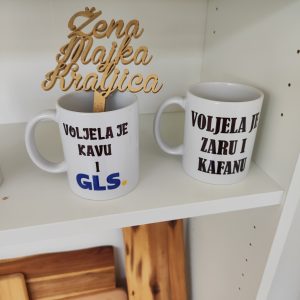 Žena
Majka
Kraljica
VOLJELA JE
KAVU
I
GLS.
VOLJELA JE
ZARU I
KAFANU